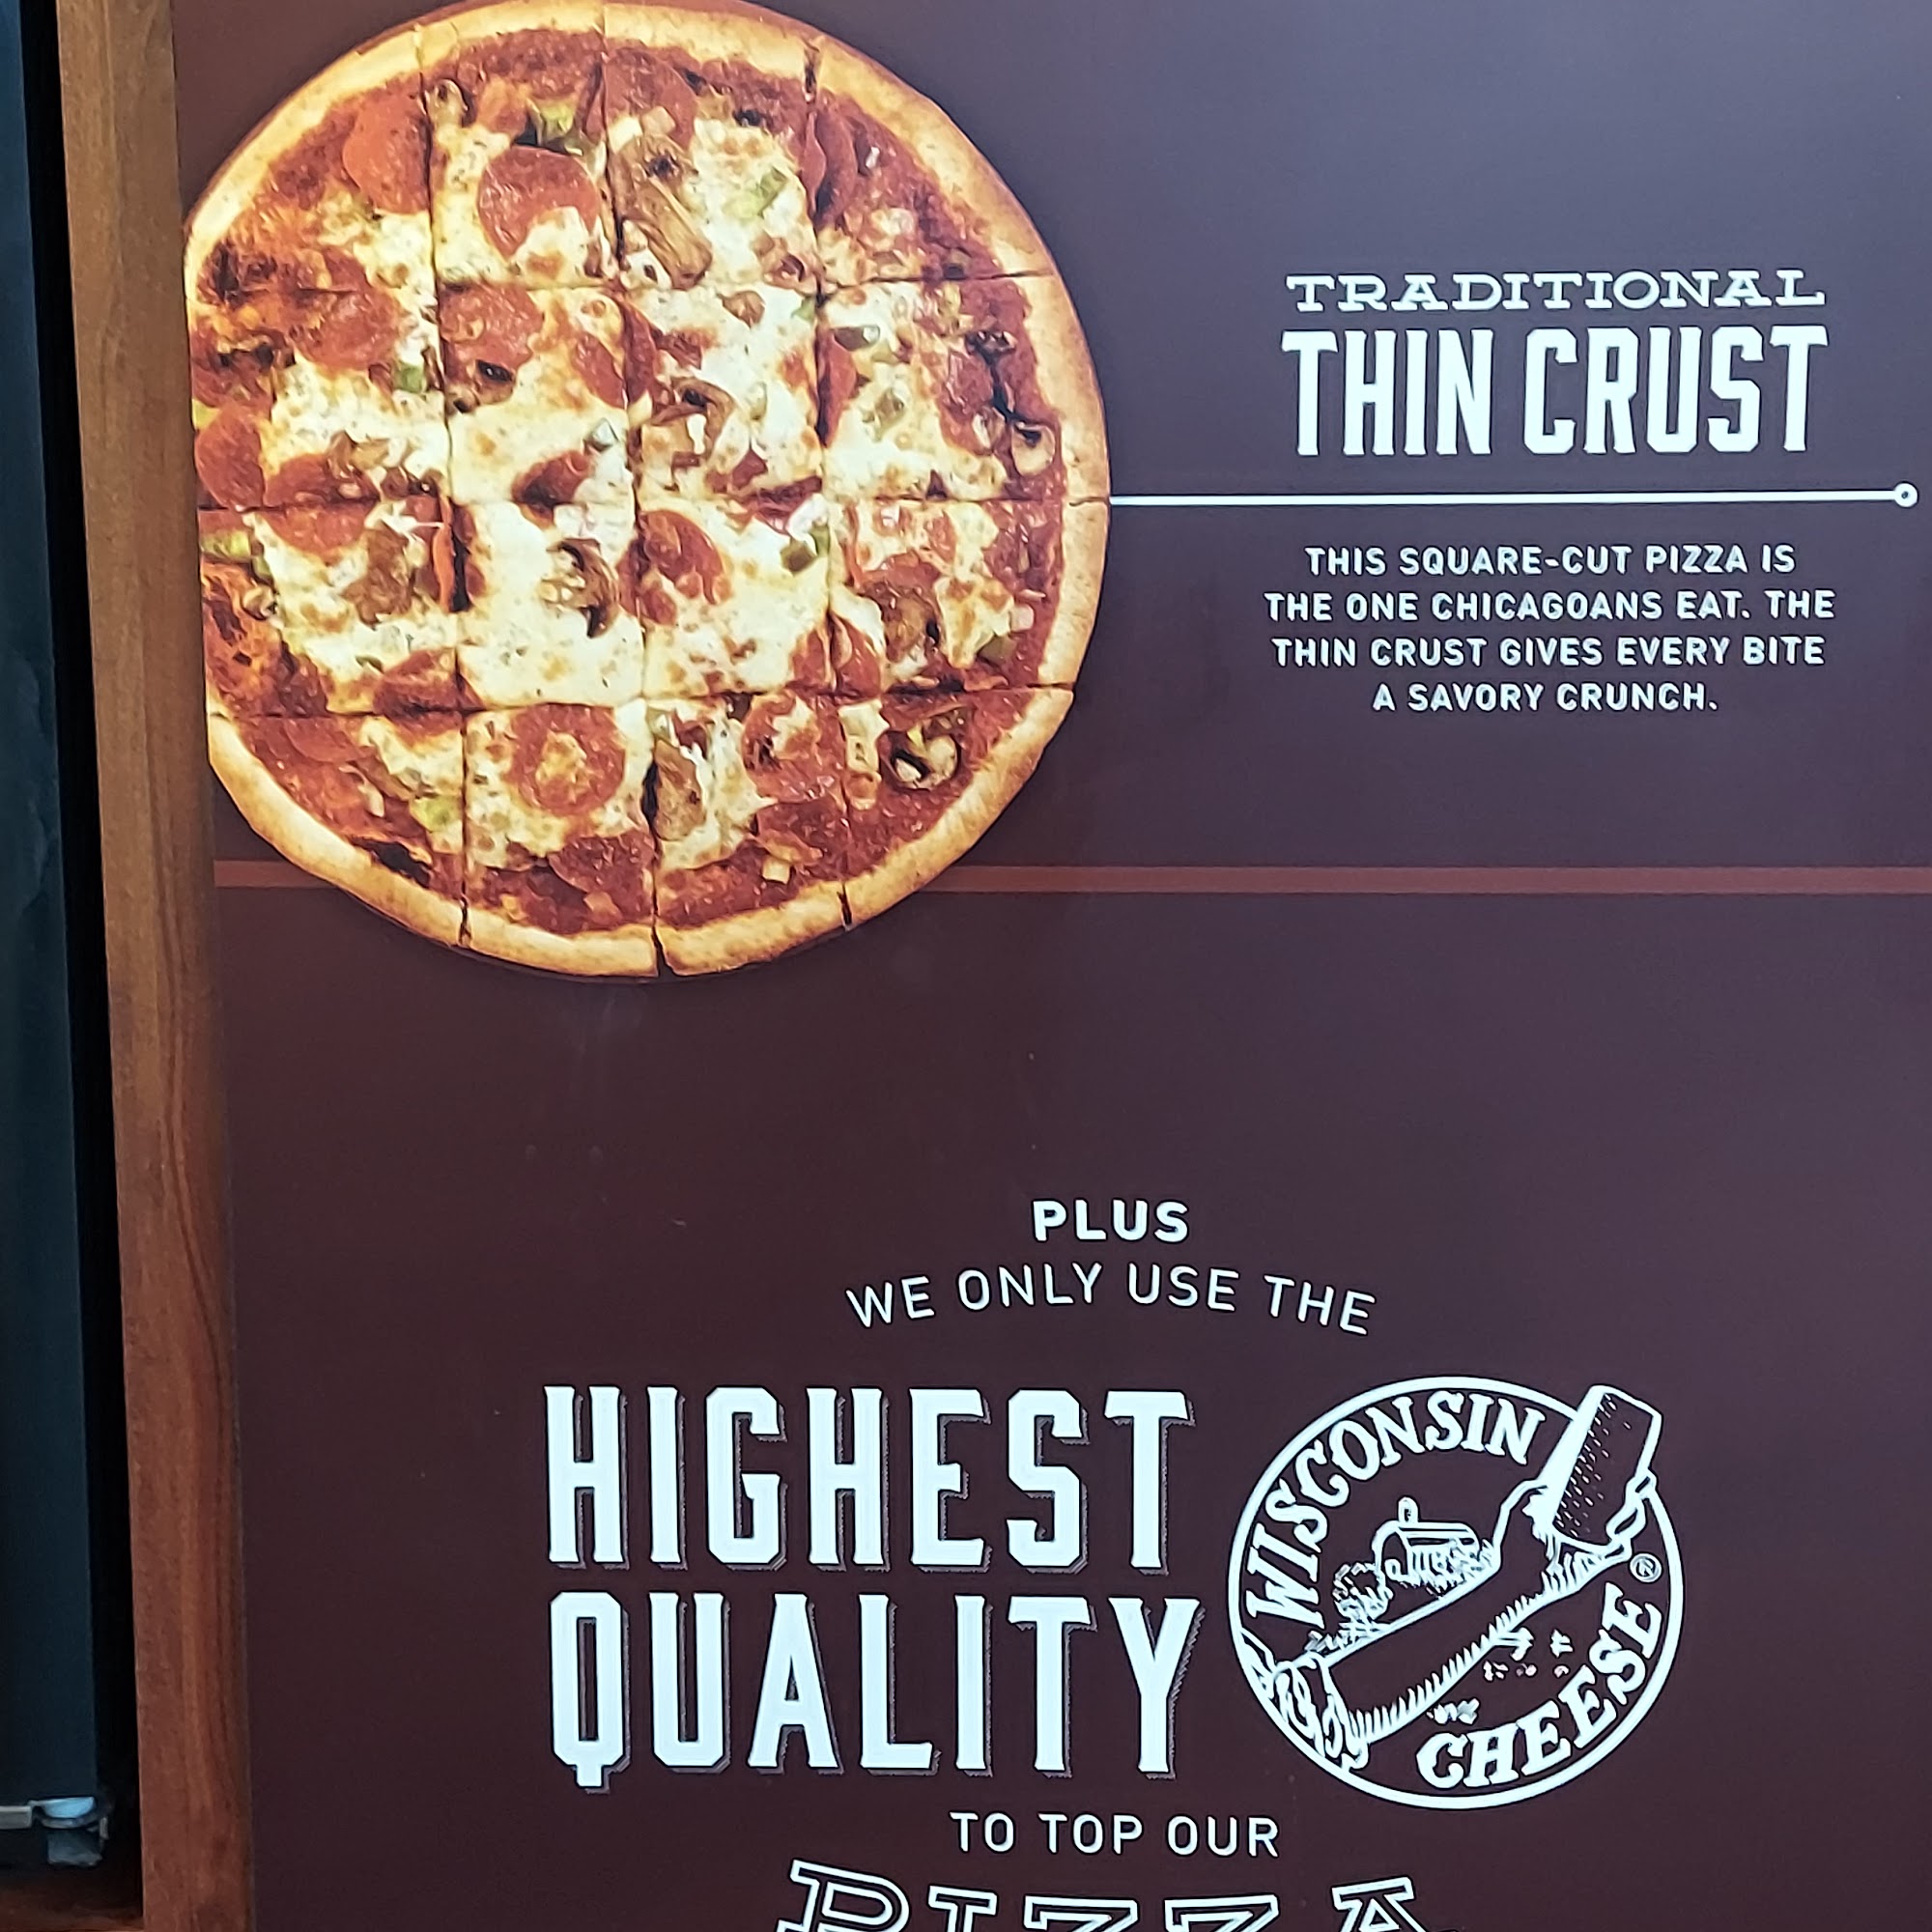 TRADITIONAL
THIN CRUST
THIS SQUARE-CUT PIZZA IS
THE ONE CHICAGOANS EAT. THE
THIN CRUST GIVES EVERY BITE
A SAVORY CRUNCH.
PLUS
WE ONLY USE THE
HIGHEST
QUALITY
WISCONSIN
CHEESE®
TO TOP OUR
PIZZA